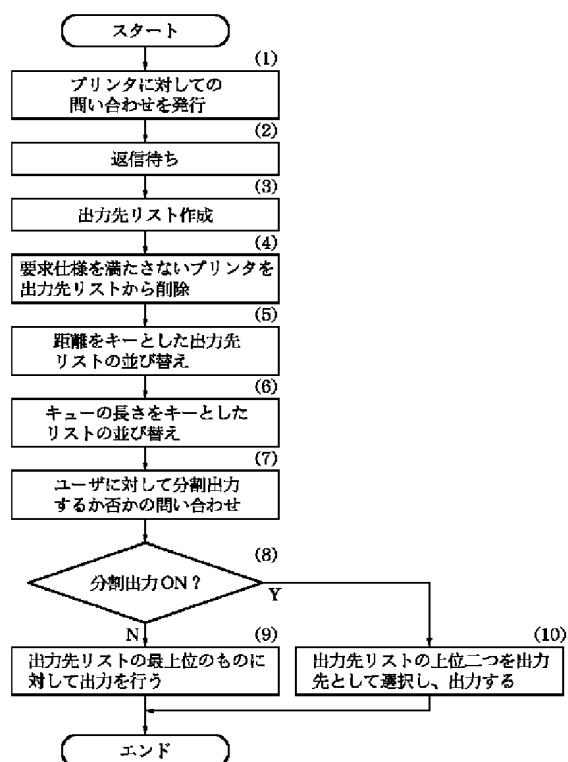 スタート
(1)
プリンタに対しての
問い合わせを発行
(2)
返信待ち
(3)
出力先リスト作成
(4)
要求仕様を満たさないプリンタを
出力先リストから削除
(5)
距離をキーとした出力先
リストの並び替え
(6)
キューの長さをキーとした
リストの並び替え
(7)
ユーザに対して分割出力
するか否かの問い合わせ
(8)
分割出力ON？
Y
N
(9)
出力先リストの最上位のものに
対して出力を行う
(10)
出力先リストの上位二つを出力
先として選択し、出力する
エンド